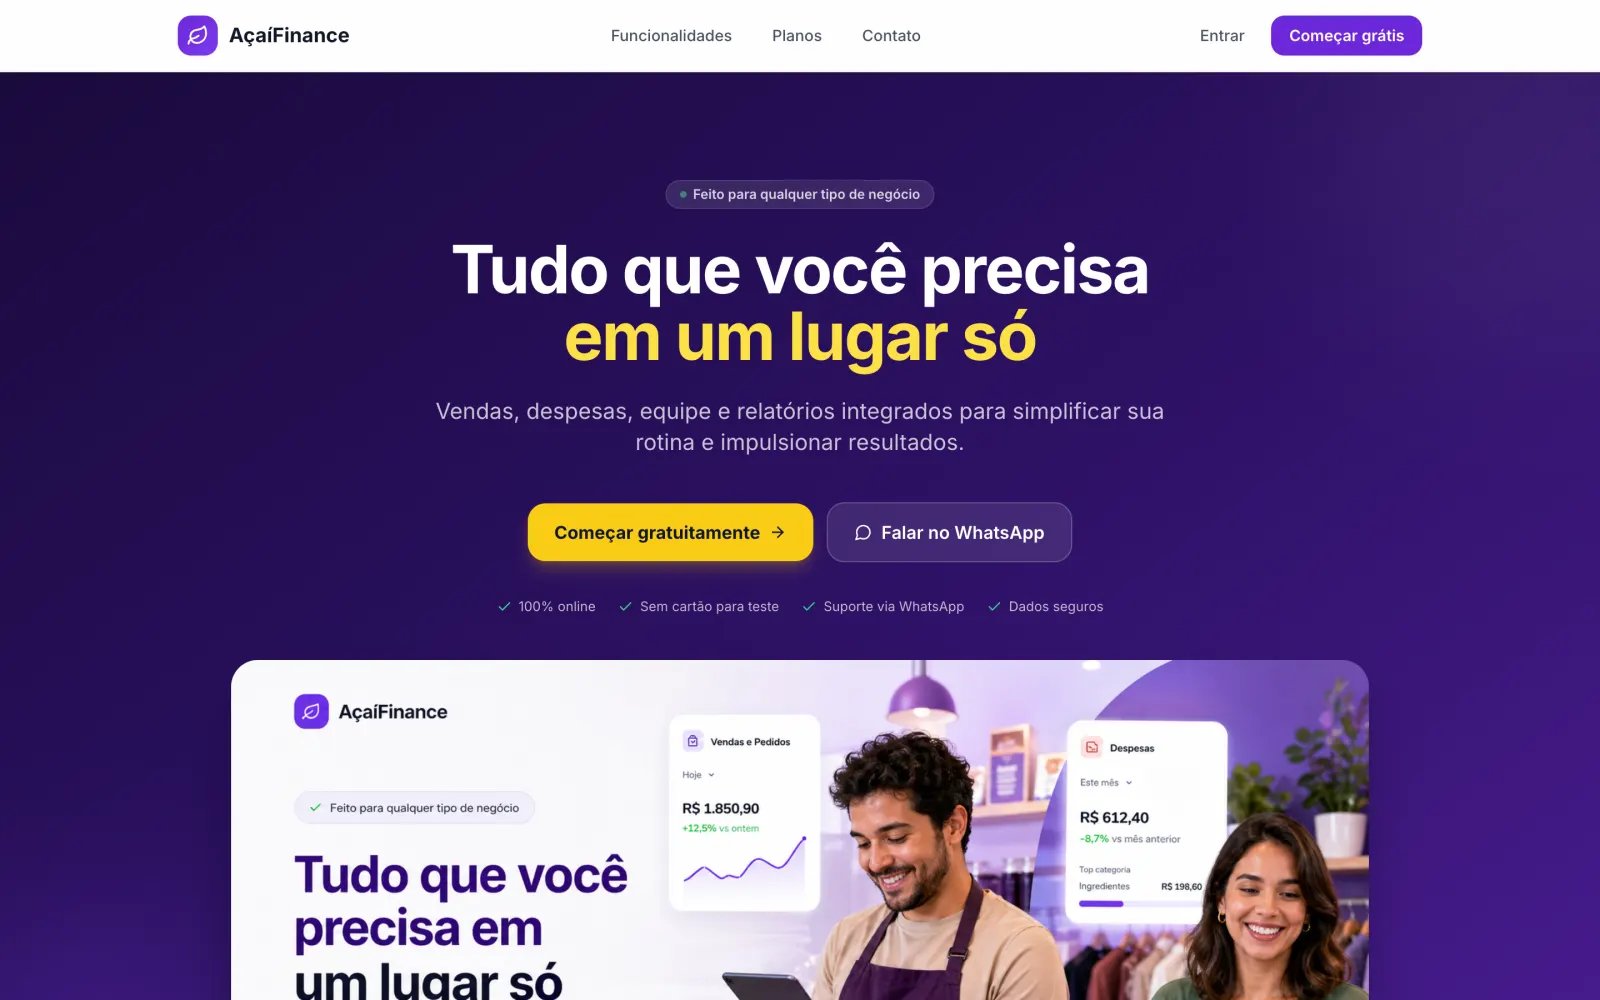 AçaíFinance
Funcionalidades
Planos
Contato
Entrar
Começar grátis
Feito para qualquer tipo de negócio
Tudo que você precisa
em um lugar só
Vendas, despesas, equipe e relatórios integrados para simplificar sua
rotina e impulsionar resultados.
Começar gratuitamente →
Falar no WhatsApp
100% online
Sem cartão para teste
Suporte via WhatsApp
Dados seguros
AçaíFinance
Feito para qualquer tipo de negócio
Tudo que você
precisa em
um lugar só
Vendas e Pedidos
Hoje
R$ 1.850,90
+12,5% vs ontem
Despesas
Este mês
R$ 612,40
-8,7% vs mês anterior
Top categoria
Ingredientes R$ 198,60